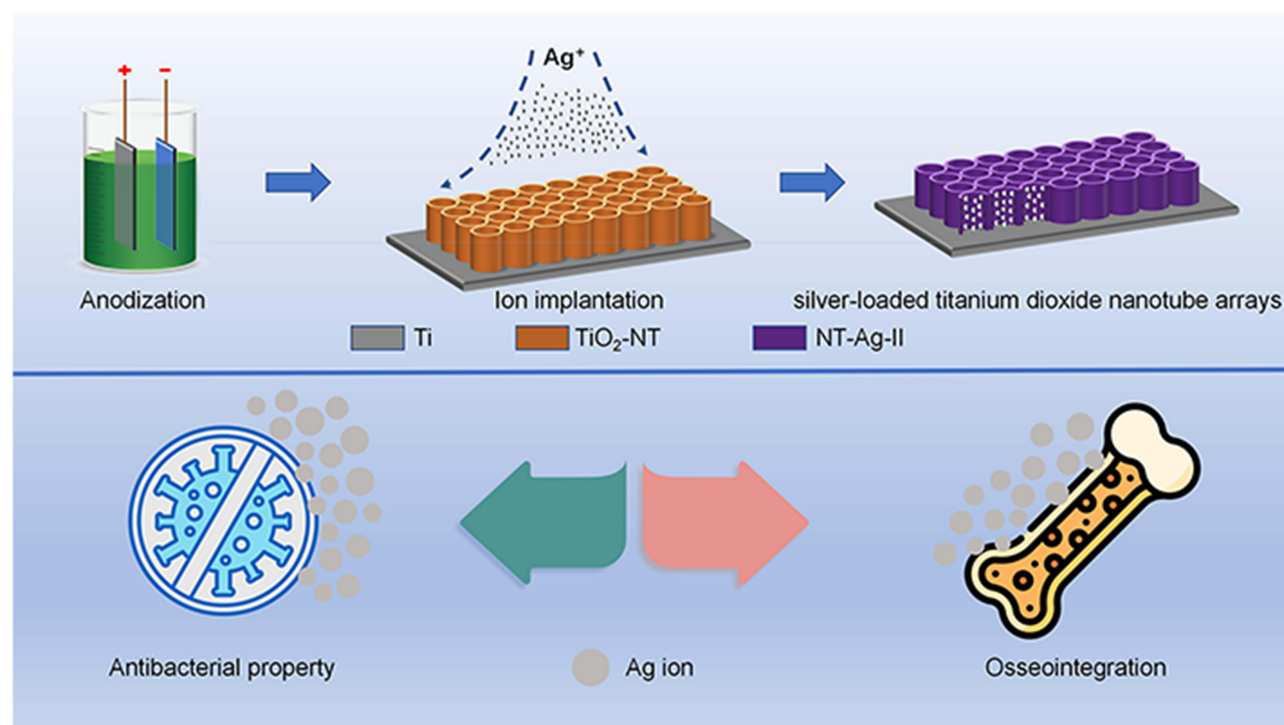 + −
Ag⁺
Anodization
Ion implantation
silver-loaded titanium dioxide nanotube arrays
Ti
TiO₂-NT
NT-Ag-II
Antibacterial property
Ag ion
Osseointegration